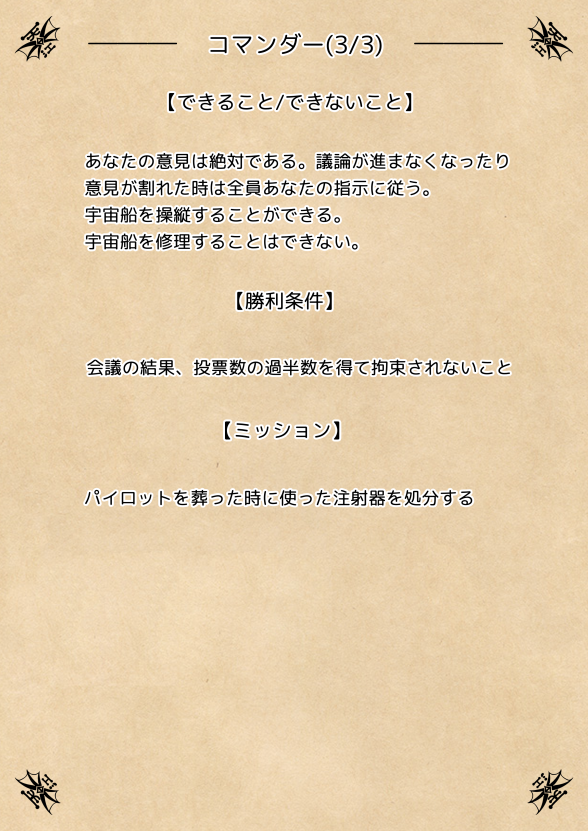 コマンダー(3/3)
【できること/できないこと】
あなたの意見は絶対である。議論が進まなくなったり
意見が割れた時は全員あなたの指示に従う。
宇宙船を操縦することができる。
宇宙船を修理することはできない。
【勝利条件】
会議の結果、投票数の過半数を得て拘束されないこと
【ミッション】
パイロットを葬った時に使った注射器を処分する